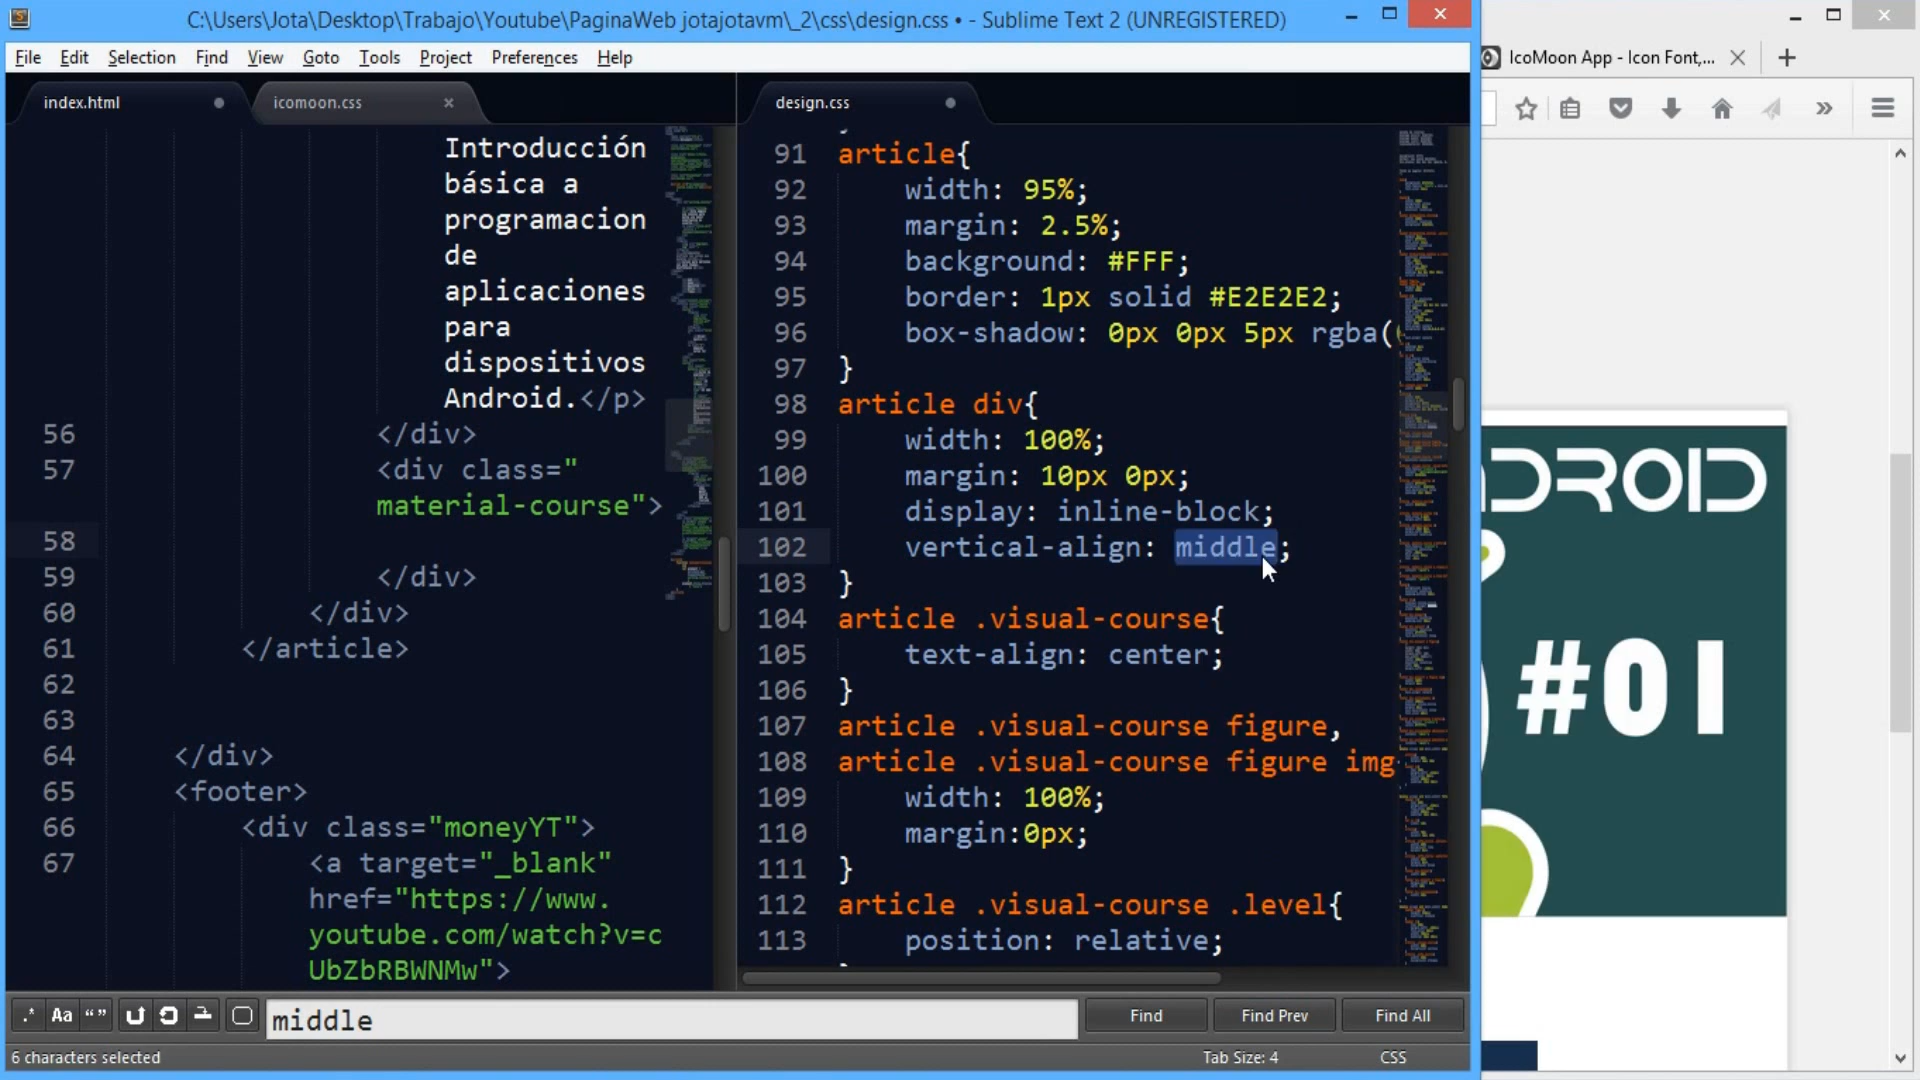 C:\Users\Jota\Desktop\Trabajo\Youtube\PaginaWeb jotajotavm\_2\css\design.css • - Sublime Text 2 (UNREGISTERED)
File Edit Selection Find View Goto Tools Project Preferences Help
index.html
icomoon.css
design.css
IcoMoon App - Icon Font,...
Introducción
básica a
programacion
de
aplicaciones
para
dispositivos
Android.</p>
56 </div>
57 <div class="
material-course">
58
59 </div>
60 </div>
61 </article>
62
63
64 </div>
65 <footer>
66 <div class="moneyYT">
67 <a target="_blank"
href="https://www.
youtube.com/watch?v=c
UbZbRBWNMw">
91 article{
92 width: 95%;
93 margin: 2.5%;
94 background: #FFF;
95 border: 1px solid #E2E2E2;
96 box-shadow: 0px 0px 5px rgba(
97 }
98 article div{
99 width: 100%;
100 margin: 10px 0px;
101 display: inline-block;
102 vertical-align: middle;
103 }
104 article .visual-course{
105 text-align: center;
106 }
107 article .visual-course figure,
108 article .visual-course figure img
109 width: 100%;
110 margin:0px;
111 }
112 article .visual-course .level{
113 position: relative;
DROID
#01
.* Aa “” middle Find Find Prev Find All
6 characters selected
Tab Size: 4
CSS